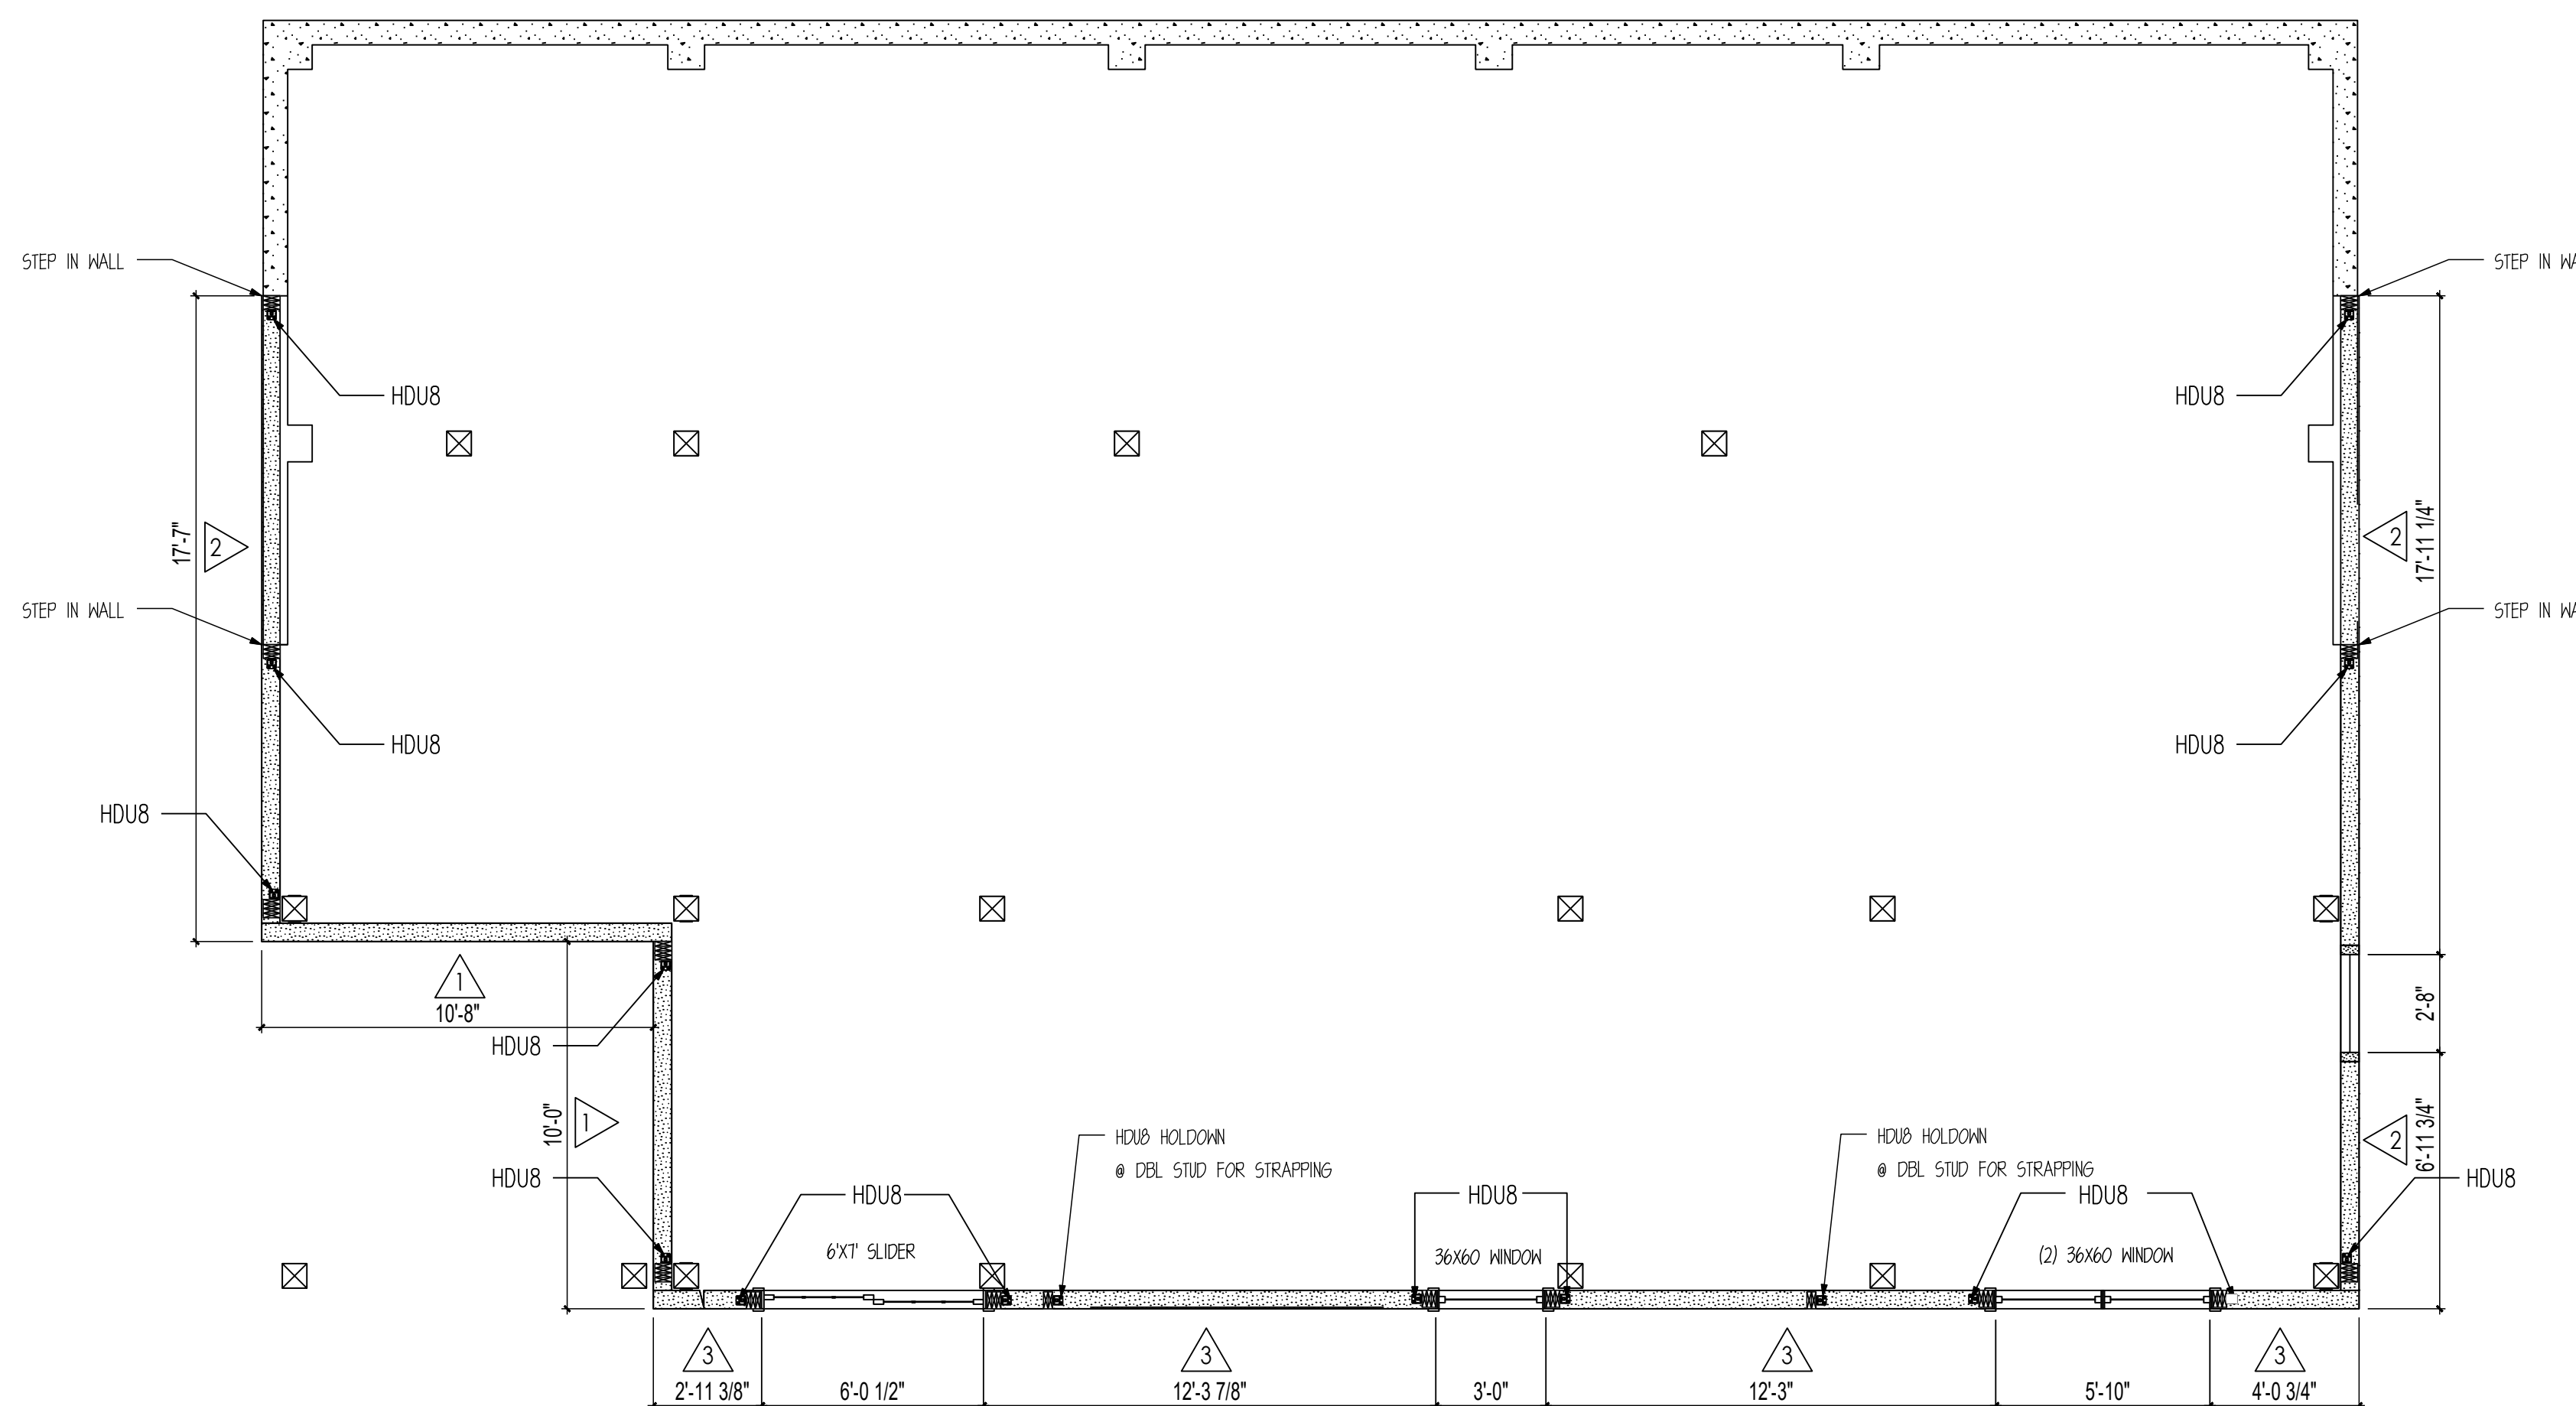 STEP IN WALL
STEP IN WA
HDU8
HDU8
17'-7"
2
2
17'-11 1/4"
STEP IN WALL
STEP IN WA
HDU8
HDU8
HDU8
1
10'-8"
2'-8"
HDU8
10'-0"
1
HDU8 HOLDOWN
@ DBL STUD FOR STRAPPING
HDU8 HOLDOWN
@ DBL STUD FOR STRAPPING
2
6'-11 3/4"
HDU8
HDU8
HDU8
HDU8
HDU8
6'X7' SLIDER
36X60 WINDOW
(2) 36X60 WINDOW
3
3
3
3
2'-11 3/8"
6'-0 1/2"
12'-3 7/8"
3'-0"
12'-3"
5'-10"
4'-0 3/4"